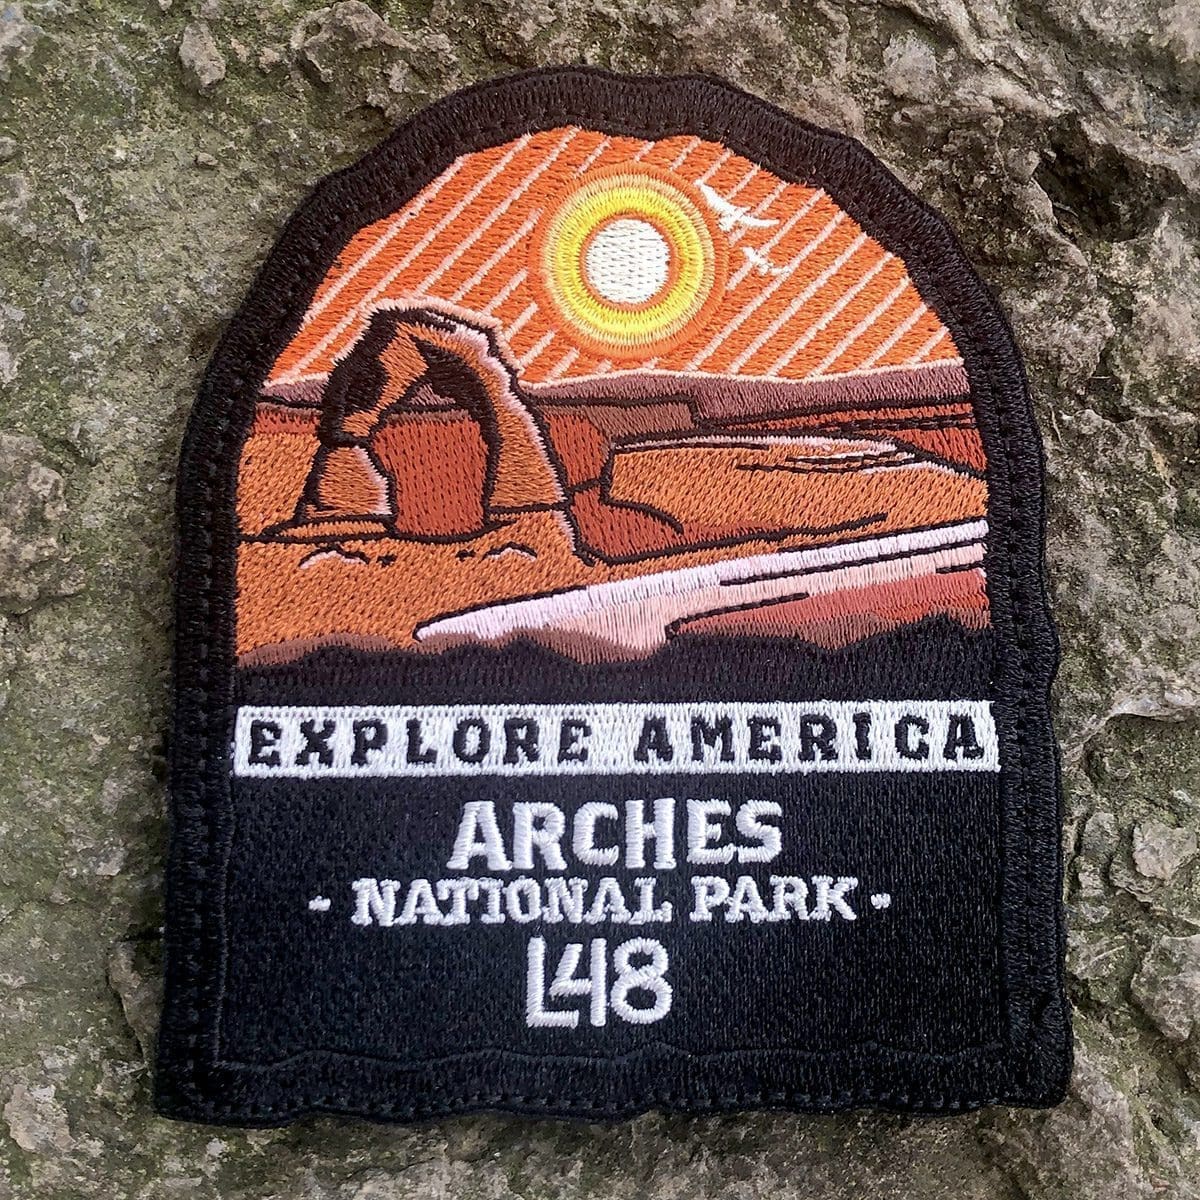 EXPLORE AMERICA
ARCHES
- NATIONAL PARK -
L48